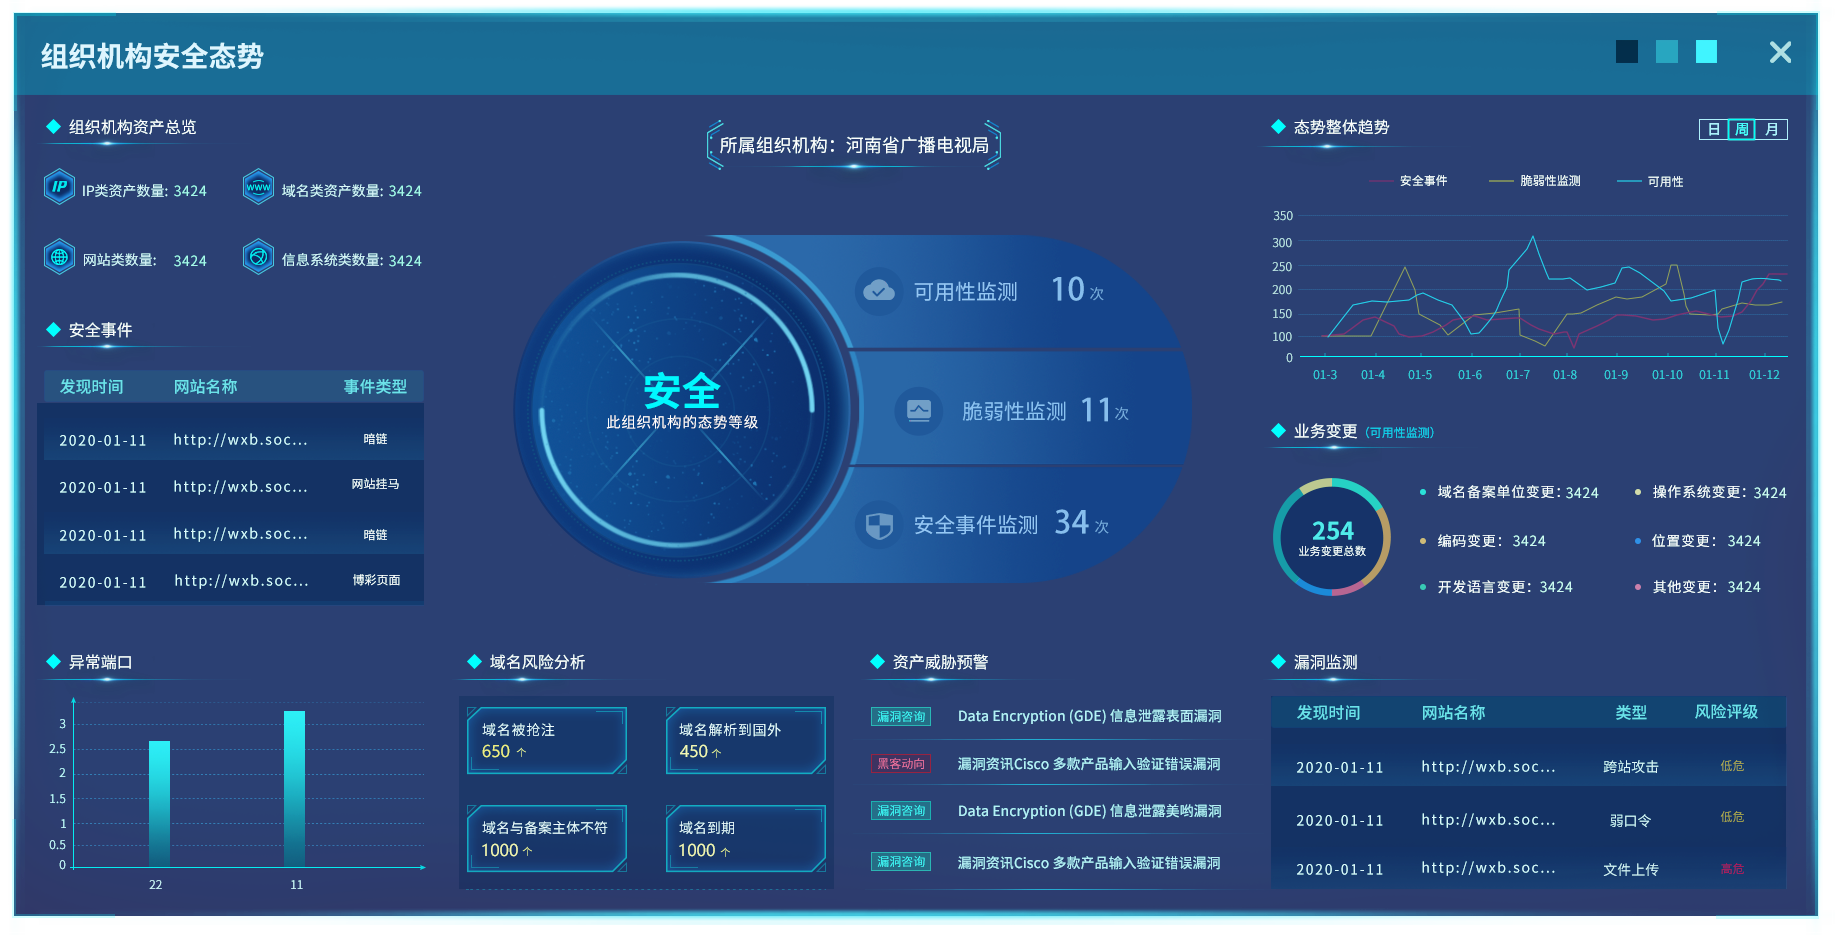 组织机构安全态势
组织机构资产总览
IP
IP类资产数量: 3424
WWW
域名类资产数量: 3424
网站类数量: 3424
信息系统类数量: 3424
所属组织机构：河南省广播电视局
态势整体趋势
日 周 月
安全事件 脆弱性监测 可用性
350
300
250
200
150
100
0
01-3 01-4 01-5 01-6 01-7 01-8 01-9 01-10 01-11 01-12
安全
此组织机构的态势等级
可用性监测 10 次
脆弱性监测 11 次
安全事件监测 34 次
安全事件
发现时间 网站名称 事件类型
2020-01-11 http://wxb.soc... 暗链
2020-01-11 http://wxb.soc... 网站挂马
2020-01-11 http://wxb.soc... 暗链
2020-01-11 http://wxb.soc... 博彩页面
业务变更（可用性监测）
254
业务变更总数
域名备案单位变更: 3424
操作系统变更: 3424
编码变更： 3424
位置变更： 3424
开发语言变更: 3424
其他变更： 3424
异常端口
3
2.5
2
1.5
1
0.5
0
22 11
域名风险分析
域名被抢注
650 个
域名解析到国外
450 个
域名与备案主体不符
1000 个
域名到期
1000 个
资产威胁预警
漏洞咨询 Data Encryption (GDE) 信息泄露表面漏洞
黑客动向 漏洞资讯Cisco 多款产品输入验证错误漏洞
漏洞咨询 Data Encryption (GDE) 信息泄露美哟漏洞
漏洞咨询 漏洞资讯Cisco 多款产品输入验证错误漏洞
漏洞监测
发现时间 网站名称 类型 风险评级
2020-01-11 http://wxb.soc... 跨站攻击 低危
2020-01-11 http://wxb.soc... 弱口令 低危
2020-01-11 http://wxb.soc... 文件上传 高危